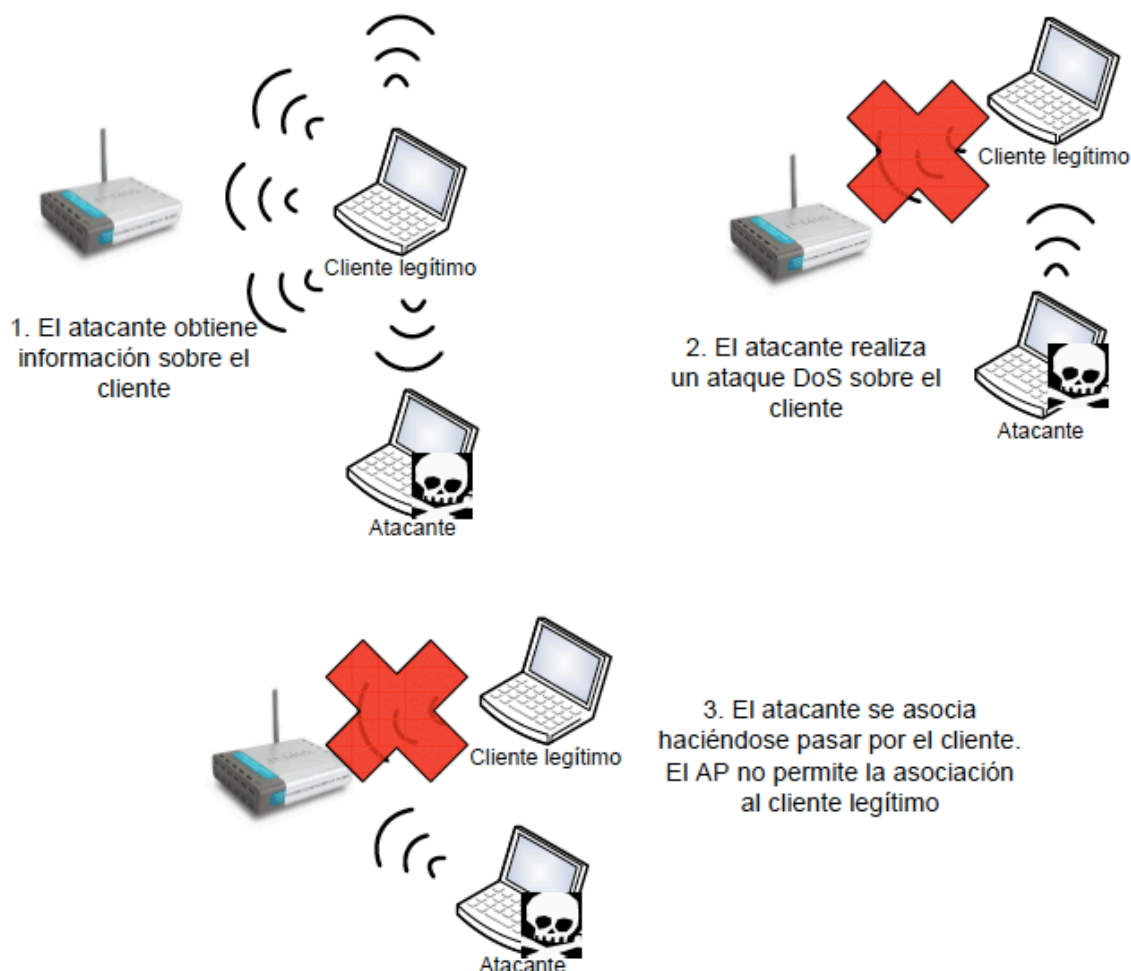 Cliente legítimo
1. El atacante obtiene
información sobre el
cliente
Atacante
Cliente legítimo
2. El atacante realiza
un ataque DoS sobre el
cliente
Atacante
Cliente legítimo
3. El atacante se asocia
haciéndose pasar por el cliente.
El AP no permite la asociación
al cliente legítimo
Atacante